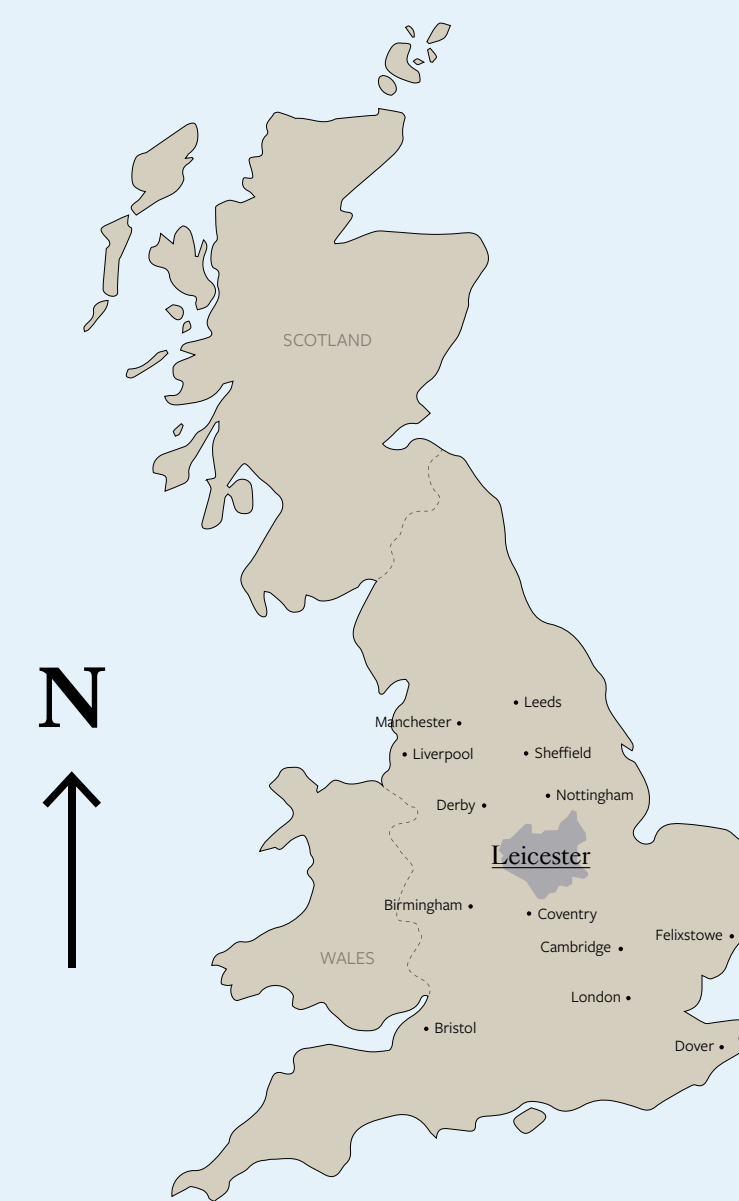 SCOTLAND
N
Leeds
Manchester
Liverpool
Sheffield
Nottingham
Derby
Leicester
Birmingham
Coventry
Felixstowe
Cambridge
WALES
London
Bristol
Dover